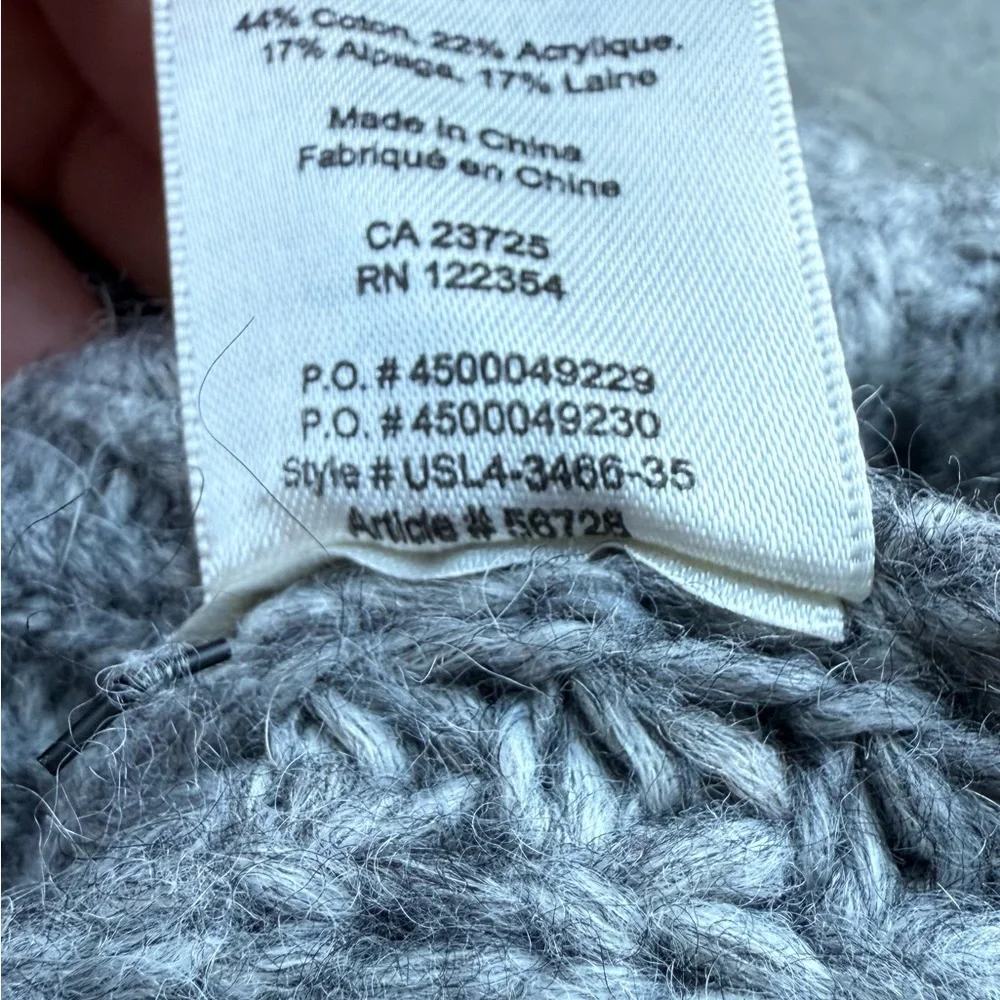 44% Coton, 22% Acrylique,
17% Alpaga, 17% Laine
Made in China
Fabriqué en Chine
CA 23725
RN 122354
P.O. # 4500049229
P.O. # 4500049230
Style # USL4-3466-35
Article # 56728